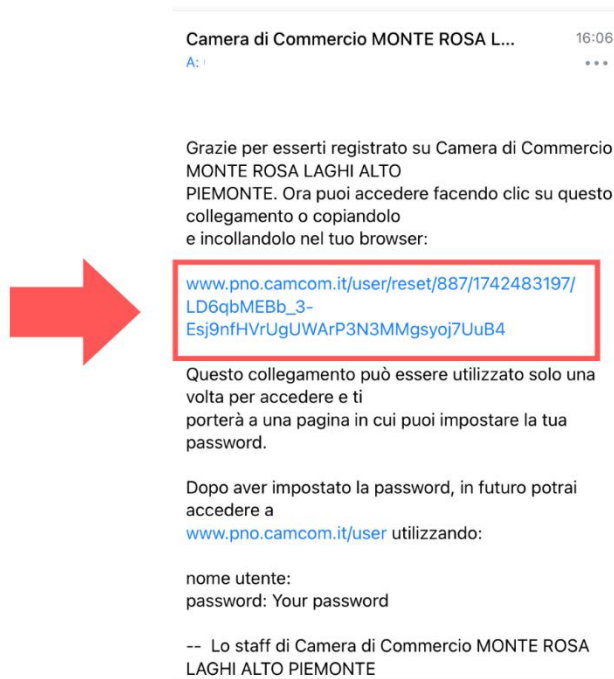 Camera di Commercio MONTE ROSA L... 16:06
A:
Grazie per esserti registrato su Camera di Commercio
MONTE ROSA LAGHI ALTO
PIEMONTE. Ora puoi accedere facendo clic su questo
collegamento o copiandolo
e incollandolo nel tuo browser:
www.pno.camcom.it/user/reset/887/1742483197/
LD6qbMEBb_3-
Esj9nfHVrUgUWArP3N3MMgsyoj7UuB4
Questo collegamento può essere utilizzato solo una
volta per accedere e ti
porterà a una pagina in cui puoi impostare la tua
password.
Dopo aver impostato la password, in futuro potrai
accedere a
www.pno.camcom.it/user utilizzando:
nome utente:
password: Your password
-- Lo staff di Camera di Commercio MONTE ROSA
LAGHI ALTO PIEMONTE